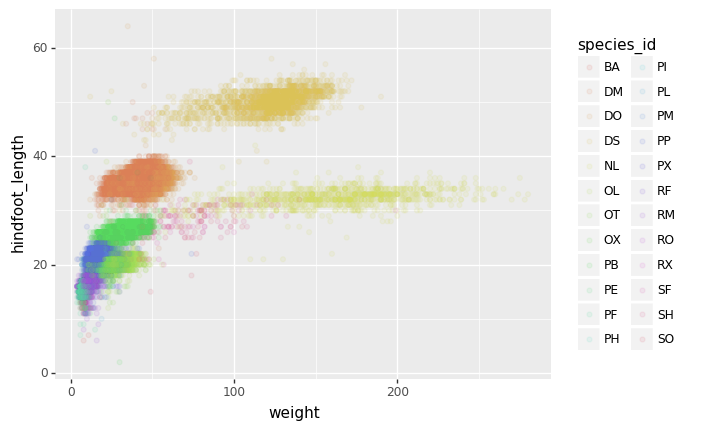 60
40
20
0
0 100 200
hindfoot_length
weight
species_id
BA PI
DM PL
DO PM
DS PP
NL PX
OL RF
OT RM
OX RO
PB RX
PE SF
PF SH
PH SO